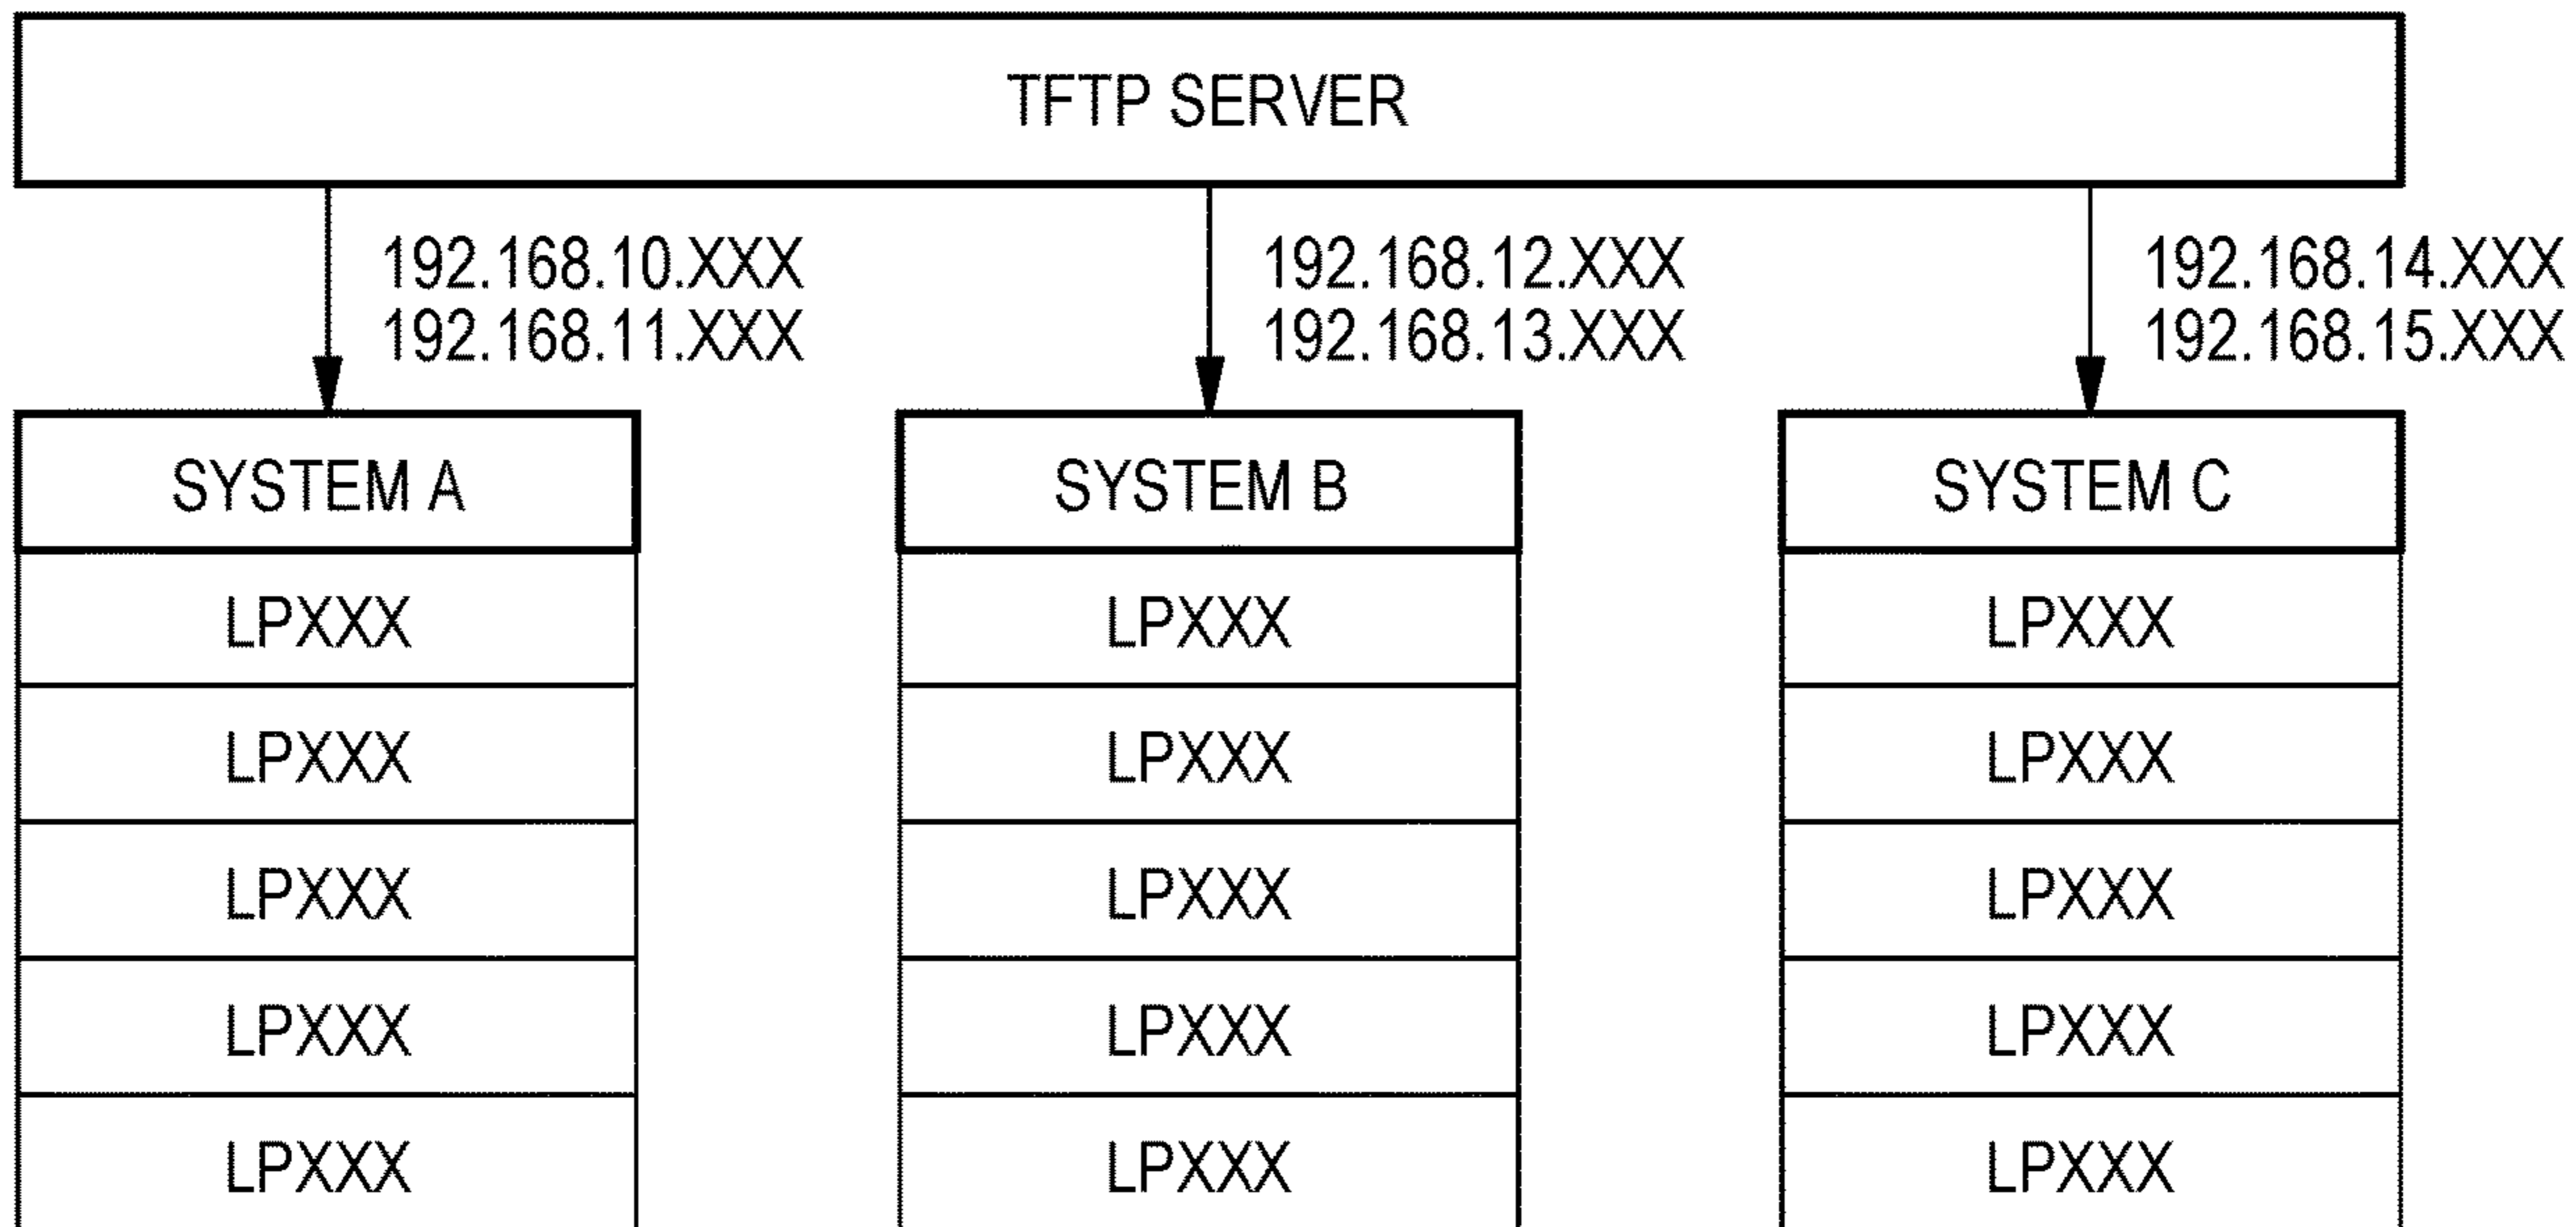 TFTP SERVER
192.168.10.XXX
192.168.11.XXX
192.168.12.XXX
192.168.13.XXX
192.168.14.XXX
192.168.15.XXX
SYSTEM A
LPXXX
LPXXX
LPXXX
LPXXX
LPXXX
SYSTEM B
LPXXX
LPXXX
LPXXX
LPXXX
LPXXX
SYSTEM C
LPXXX
LPXXX
LPXXX
LPXXX
LPXXX